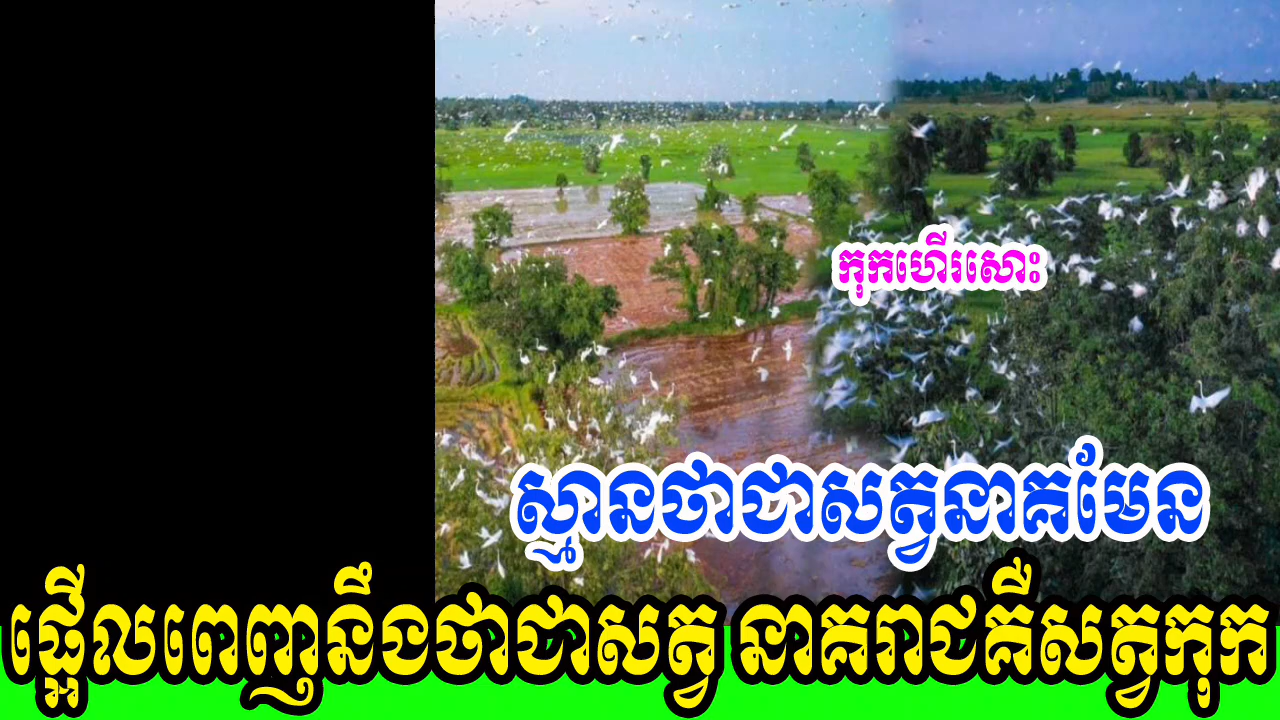 កុកហើរសោះ
ស្មានថាជាសត្វនាគមែន
ផ្អើលពេញនឹងថាជាសត្វ នាគរាជគឺសត្វកុក